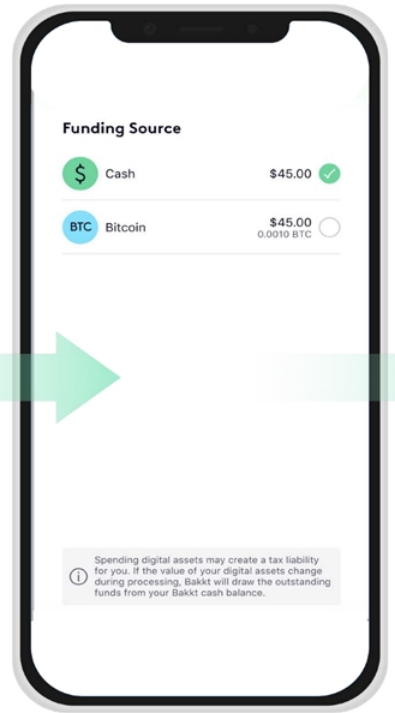 Funding Source
$ Cash $45.00
BTC Bitcoin $45.00
0.0010 BTC
Spending digital assets may create a tax liability
for you. If the value of your digital assets change
during processing, Bakkt will draw the outstanding
funds from your Bakkt cash balance.